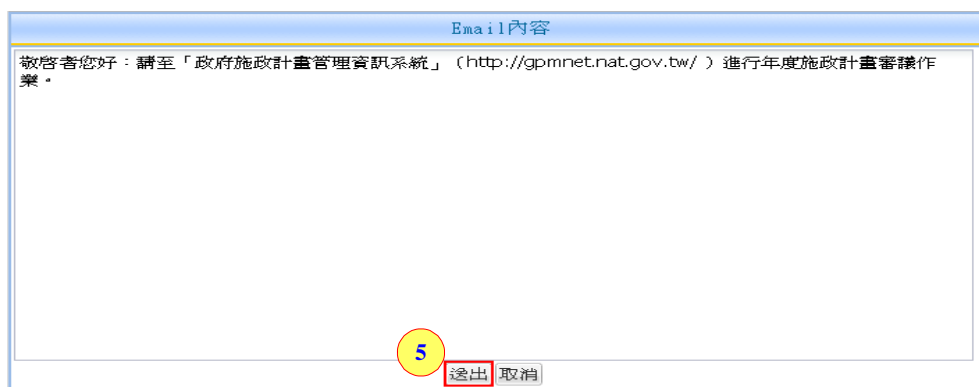 Email內容
敬啓者您好：請至「政府施政計畫管理資訊系統」（http://gpmnet.nat.gov.tw/ ）進行年度施政計畫審議作
業。
5
送出 取消